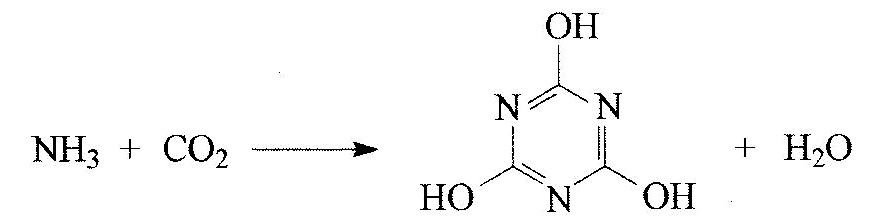 OH
N N
NH₃ + CO₂ + H₂O
HO N OH